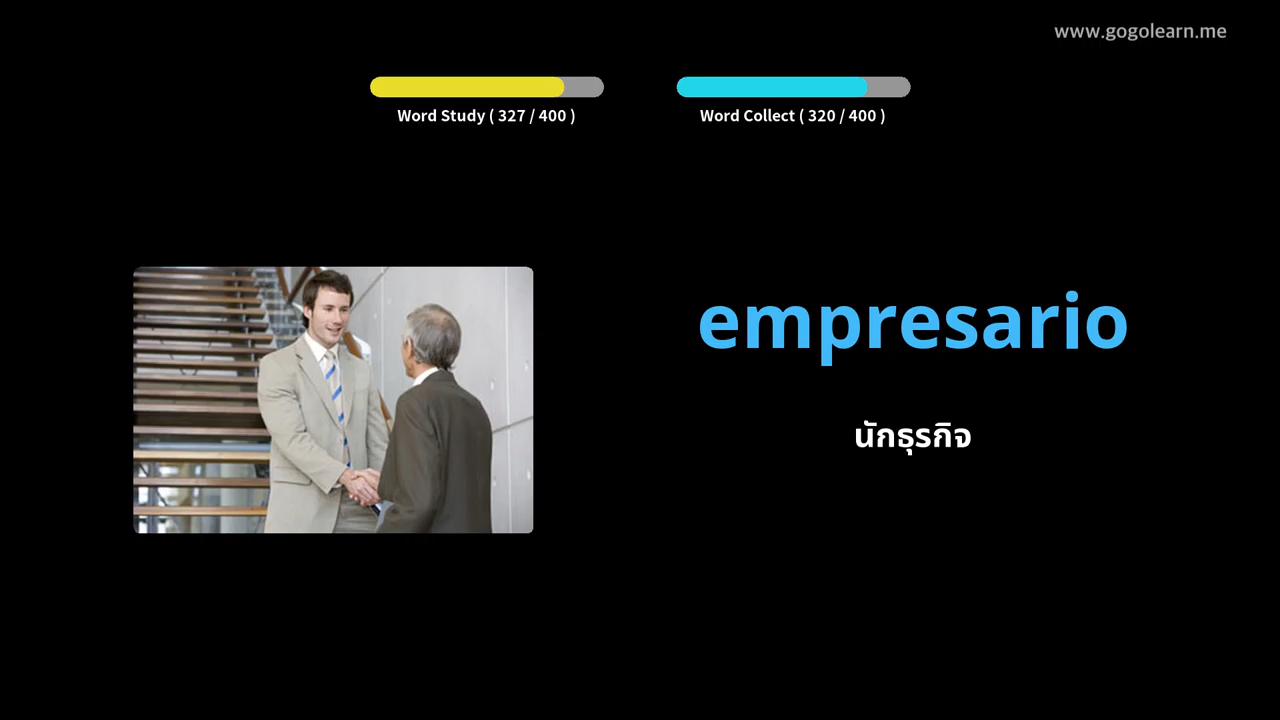 www.gogolearn.me
Word Study ( 327 / 400 )
Word Collect ( 320 / 400 )
empresario
นักธุรกิจ